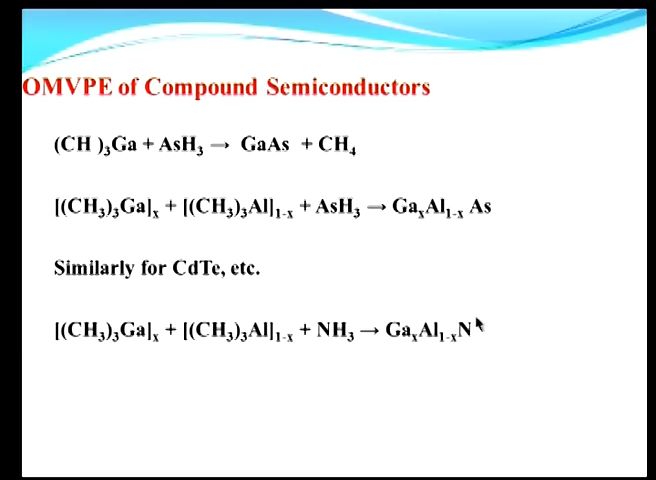 OMVPE of Compound Semiconductors
(CH )₃Ga + AsH₃ → GaAs + CH₄
[(CH₃)₃Ga]ₓ + [(CH₃)₃Al]₁₋ₓ + AsH₃ → GaₓAl₁₋ₓ As
Similarly for CdTe, etc.
[(CH₃)₃Ga]ₓ + [(CH₃)₃Al]₁₋ₓ + NH₃ → GaₓAl₁₋ₓN